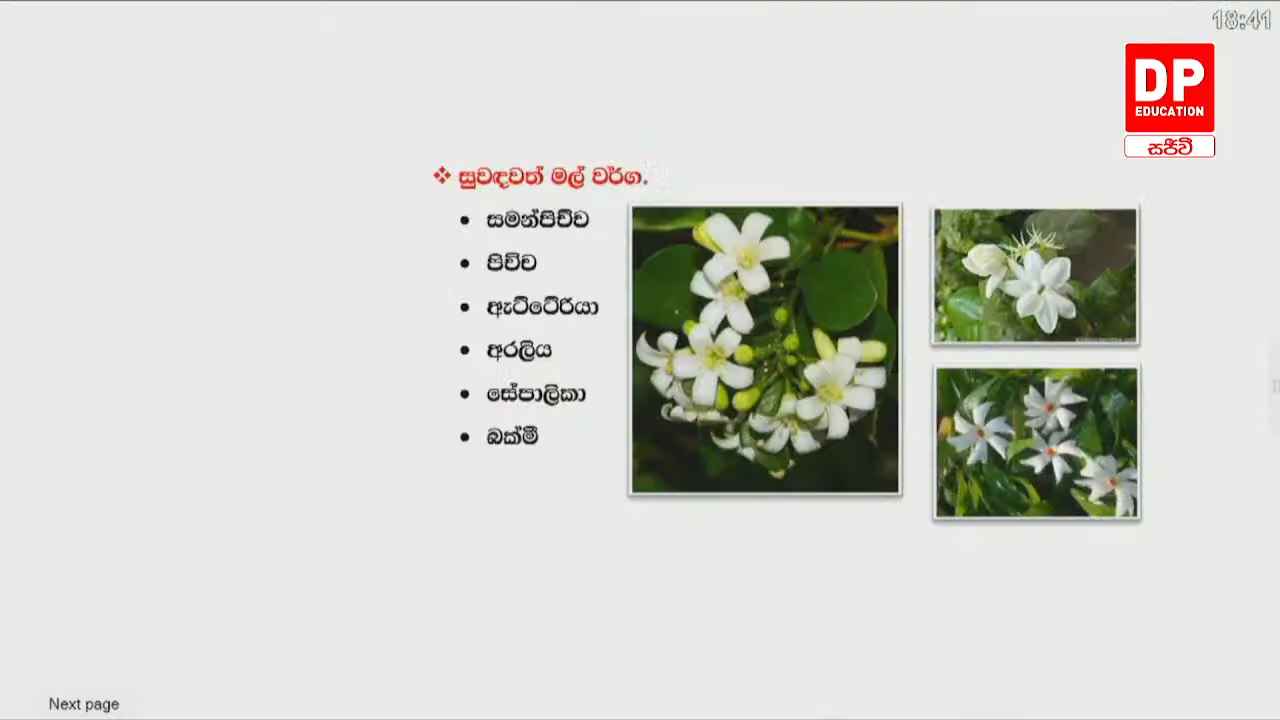 18:41
DP
EDUCATION
සජීවී
❖ සුවඳවත් මල් වර්ග.
• සමන්පිච්ච
• පිච්ච
• ඇට්ටේරියා
• අරලිය
• සේපාලිකා
• බක්මී
Next page